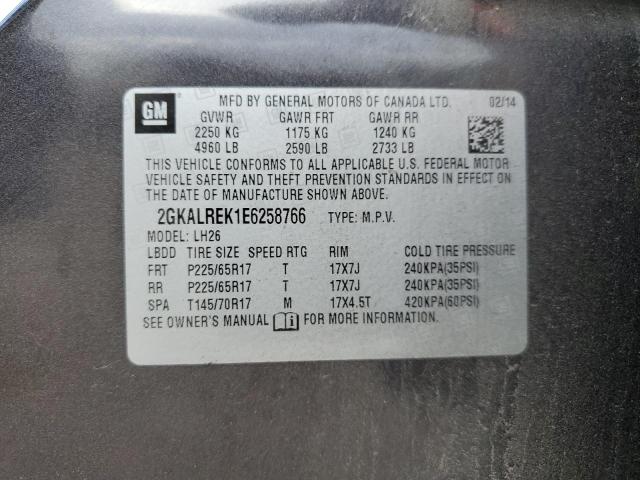 GM
MFD BY GENERAL MOTORS OF CANADA LTD. 02/14
GVWR GAWR FRT GAWR RR
2250 KG 1175 KG 1240 KG
4960 LB 2590 LB 2733 LB
THIS VEHICLE CONFORMS TO ALL APPLICABLE U.S. FEDERAL MOTOR
VEHICLE SAFETY AND THEFT PREVENTION STANDARDS IN EFFECT ON
THE DATE OF MANUFACTURE SHOWN ABOVE.
2GKALREK1E6258766 TYPE: M.P.V.
MODEL: LH26
LBDD TIRE SIZE SPEED RTG RIM COLD TIRE PRESSURE
FRT P225/65R17 T 17X7J 240KPA(35PSI)
RR P225/65R17 T 17X7J 240KPA(35PSI)
SPA T145/70R17 M 17X4.5T 420KPA(60PSI)
SEE OWNER'S MANUAL FOR MORE INFORMATION.